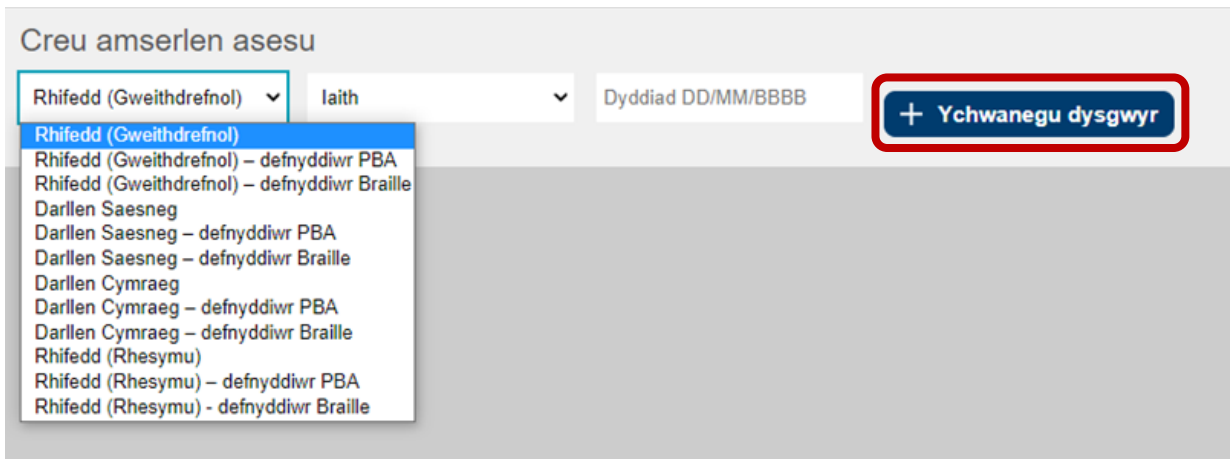 Creu amserlen asesu
Rhifedd (Gweithdrefnol) Iaith Dyddiad DD/MM/BBBB + Ychwanegu dysgwyr
Rhifedd (Gweithdrefnol)
Rhifedd (Gweithdrefnol) – defnyddiwr PBA
Rhifedd (Gweithdrefnol) – defnyddiwr Braille
Darllen Saesneg
Darllen Saesneg – defnyddiwr PBA
Darllen Saesneg – defnyddiwr Braille
Darllen Cymraeg
Darllen Cymraeg – defnyddiwr PBA
Darllen Cymraeg – defnyddiwr Braille
Rhifedd (Rhesymu)
Rhifedd (Rhesymu) – defnyddiwr PBA
Rhifedd (Rhesymu) - defnyddiwr Braille